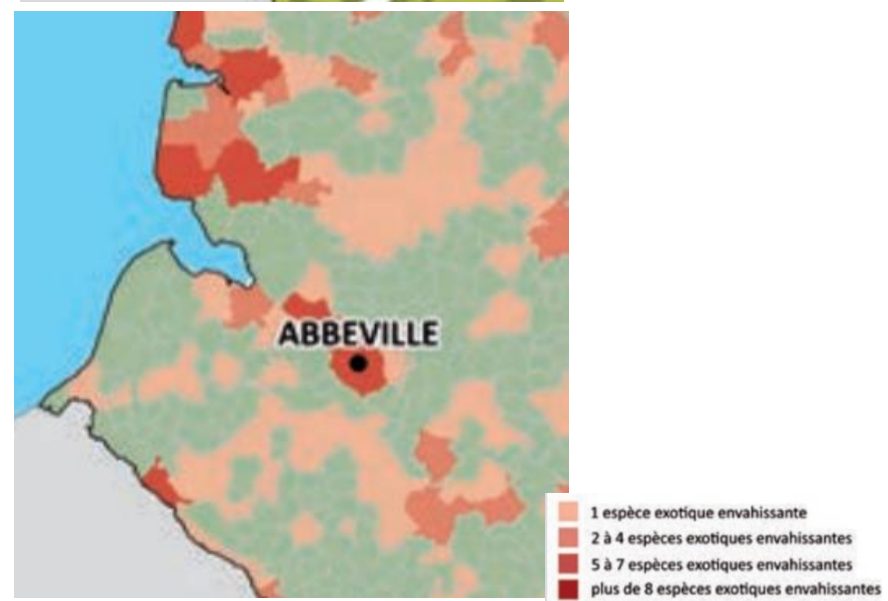 ABBEVILLE
1 espèce exotique envahissante
2 à 4 espèces exotiques envahissantes
5 à 7 espèces exotiques envahissantes
plus de 8 espèces exotiques envahissantes